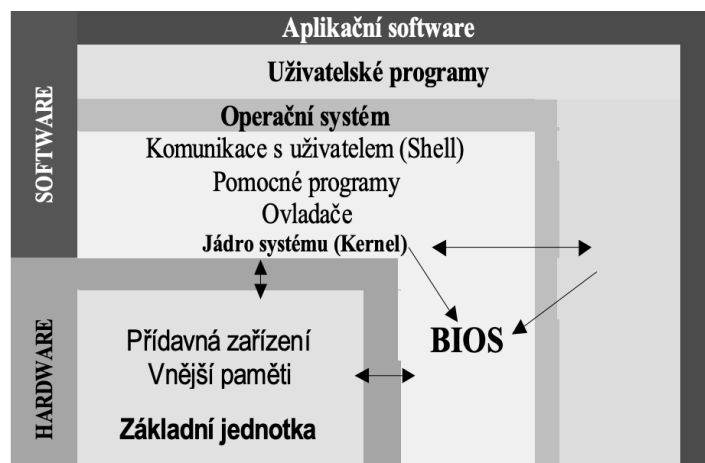 Aplikační software
Uživatelské programy
SOFTWARE
Operační systém
Komunikace s uživatelem (Shell)
Pomocné programy
Ovladače
Jádro systému (Kernel)
BIOS
HARDWARE
Přídavná zařízení
Vnější paměti
Základní jednotka